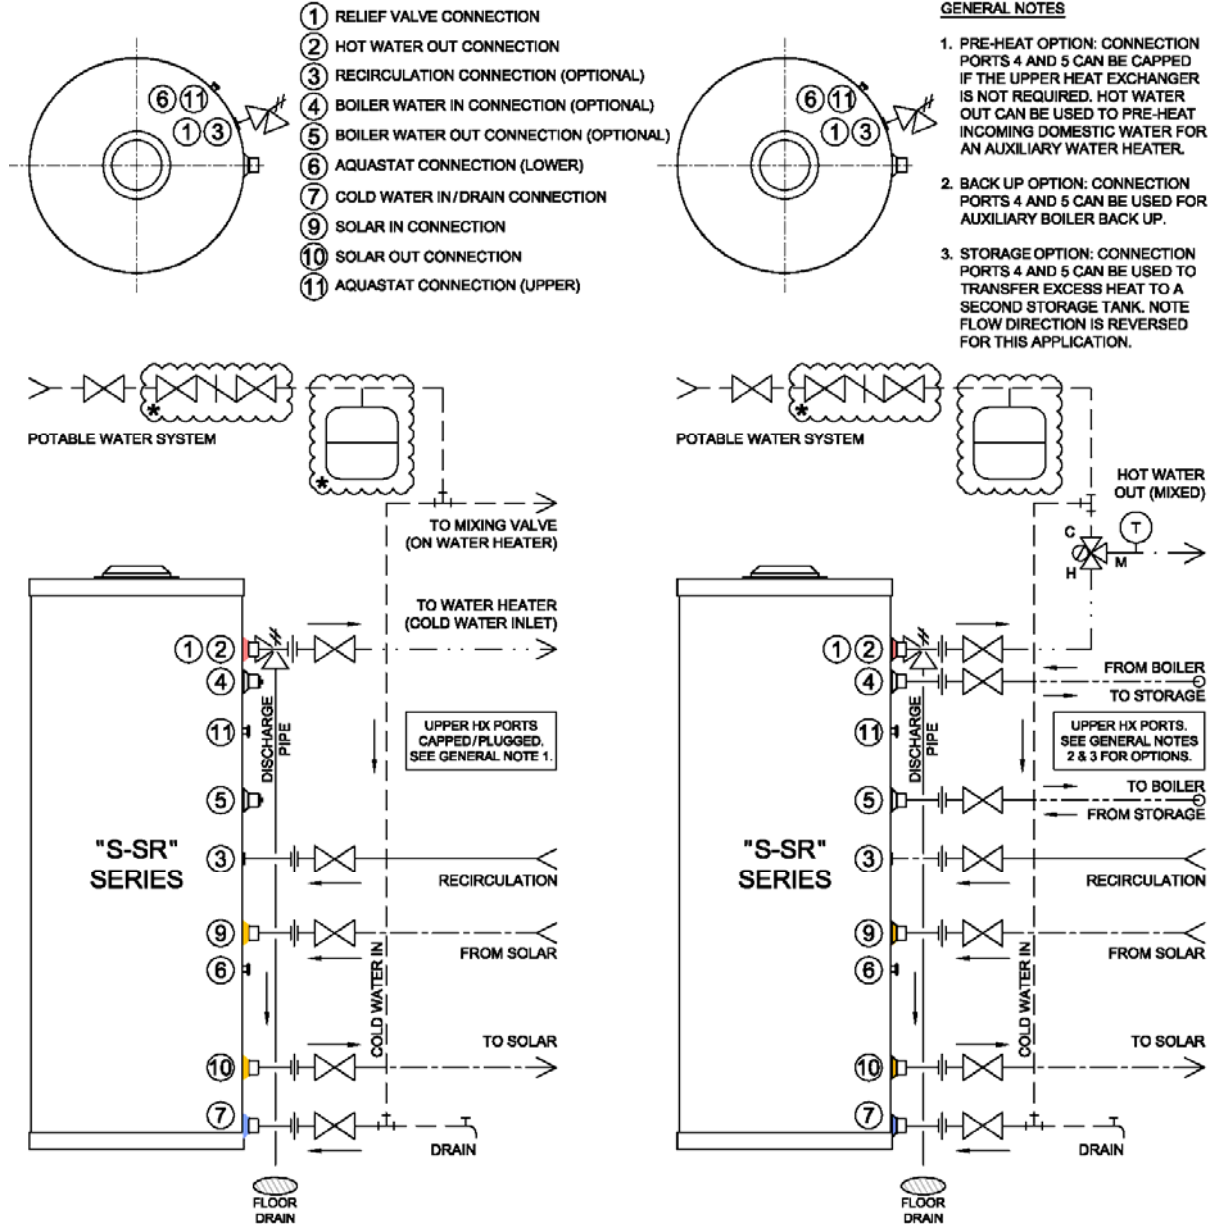 1 RELIEF VALVE CONNECTION
2 HOT WATER OUT CONNECTION
3 RECIRCULATION CONNECTION (OPTIONAL)
4 BOILER WATER IN CONNECTION (OPTIONAL)
5 BOILER WATER OUT CONNECTION (OPTIONAL)
6 AQUASTAT CONNECTION (LOWER)
7 COLD WATER IN/DRAIN CONNECTION
9 SOLAR IN CONNECTION
10 SOLAR OUT CONNECTION
11 AQUASTAT CONNECTION (UPPER)
6 11
1 3
6 11
1 3
GENERAL NOTES
1. PRE-HEAT OPTION: CONNECTION
PORTS 4 AND 5 CAN BE CAPPED
IF THE UPPER HEAT EXCHANGER
IS NOT REQUIRED. HOT WATER
OUT CAN BE USED TO PRE-HEAT
INCOMING DOMESTIC WATER FOR
AN AUXILIARY WATER HEATER.
2. BACK UP OPTION: CONNECTION
PORTS 4 AND 5 CAN BE USED FOR
AUXILIARY BOILER BACK UP.
3. STORAGE OPTION: CONNECTION
PORTS 4 AND 5 CAN BE USED TO
TRANSFER EXCESS HEAT TO A
SECOND STORAGE TANK. NOTE
FLOW DIRECTION IS REVERSED
FOR THIS APPLICATION.
*
POTABLE WATER SYSTEM
*
TO MIXING VALVE
(ON WATER HEATER)
TO WATER HEATER
(COLD WATER INLET)
1 2
4
DISCHARGE
PIPE
UPPER HX PORTS
CAPPED/PLUGGED.
SEE GENERAL NOTE 1.
11
5
"S-SR"
SERIES
3
RECIRCULATION
9
FROM SOLAR
6
COLD WATER IN
TO SOLAR
10
7
DRAIN
FLOOR
DRAIN
*
POTABLE WATER SYSTEM
HOT WATER
OUT (MIXED)
C
T
H
M
1 2
FROM BOILER
4
TO STORAGE
DISCHARGE
PIPE
UPPER HX PORTS.
SEE GENERAL NOTES
2 & 3 FOR OPTIONS.
11
TO BOILER
5
FROM STORAGE
"S-SR"
SERIES
3
RECIRCULATION
9
FROM SOLAR
6
COLD WATER IN
TO SOLAR
10
7
DRAIN
FLOOR
DRAIN